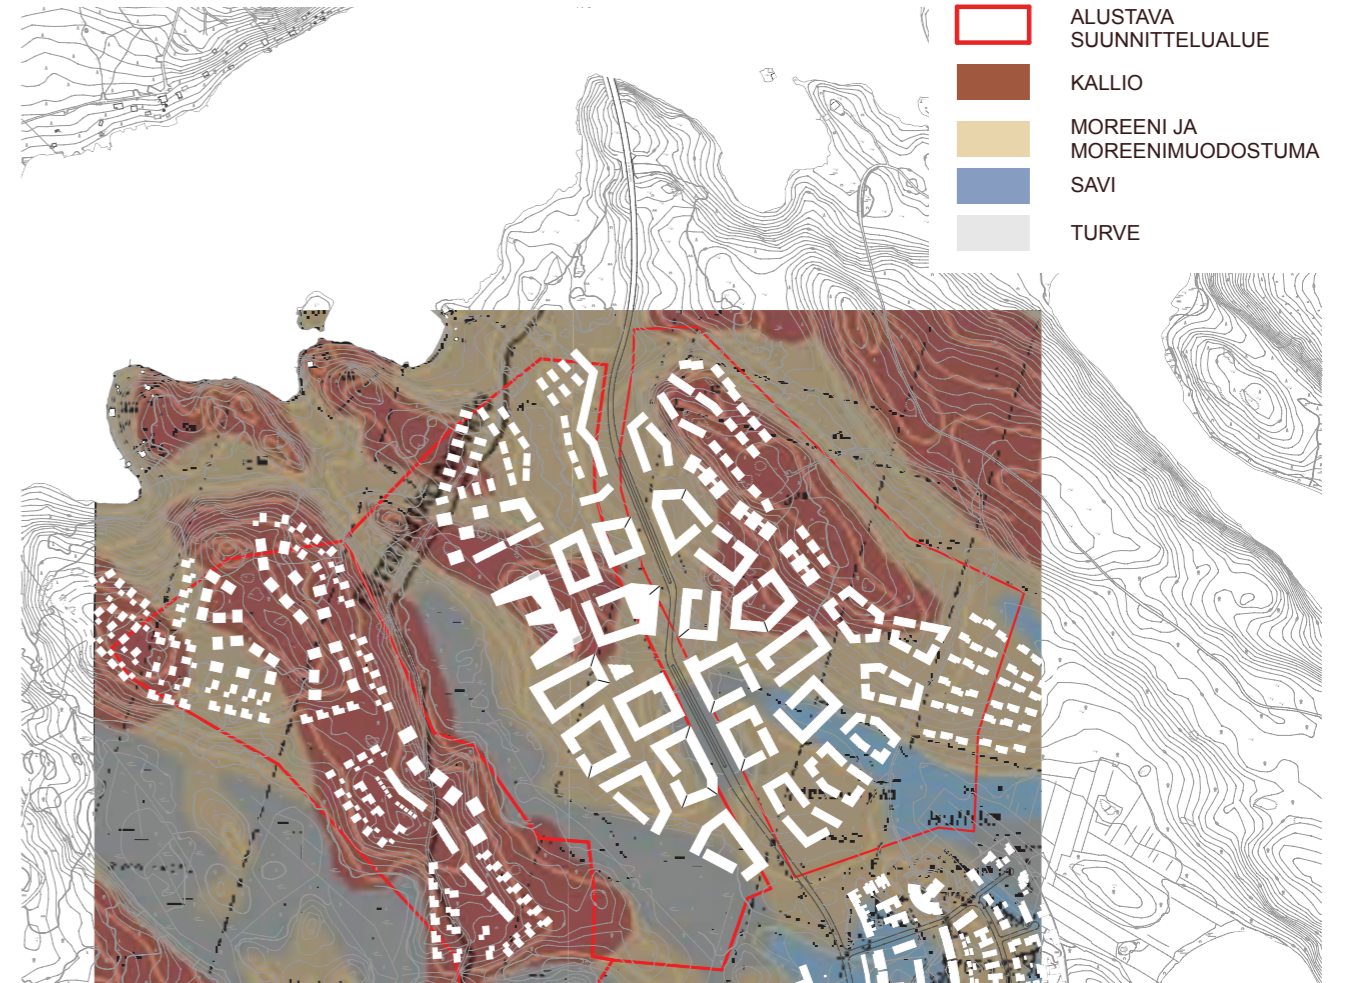 ALUSTAVA
SUUNNITTELUALUE
KALLIO
MOREENI JA
MOREENIMUODOSTUMA
SAVI
TURVE